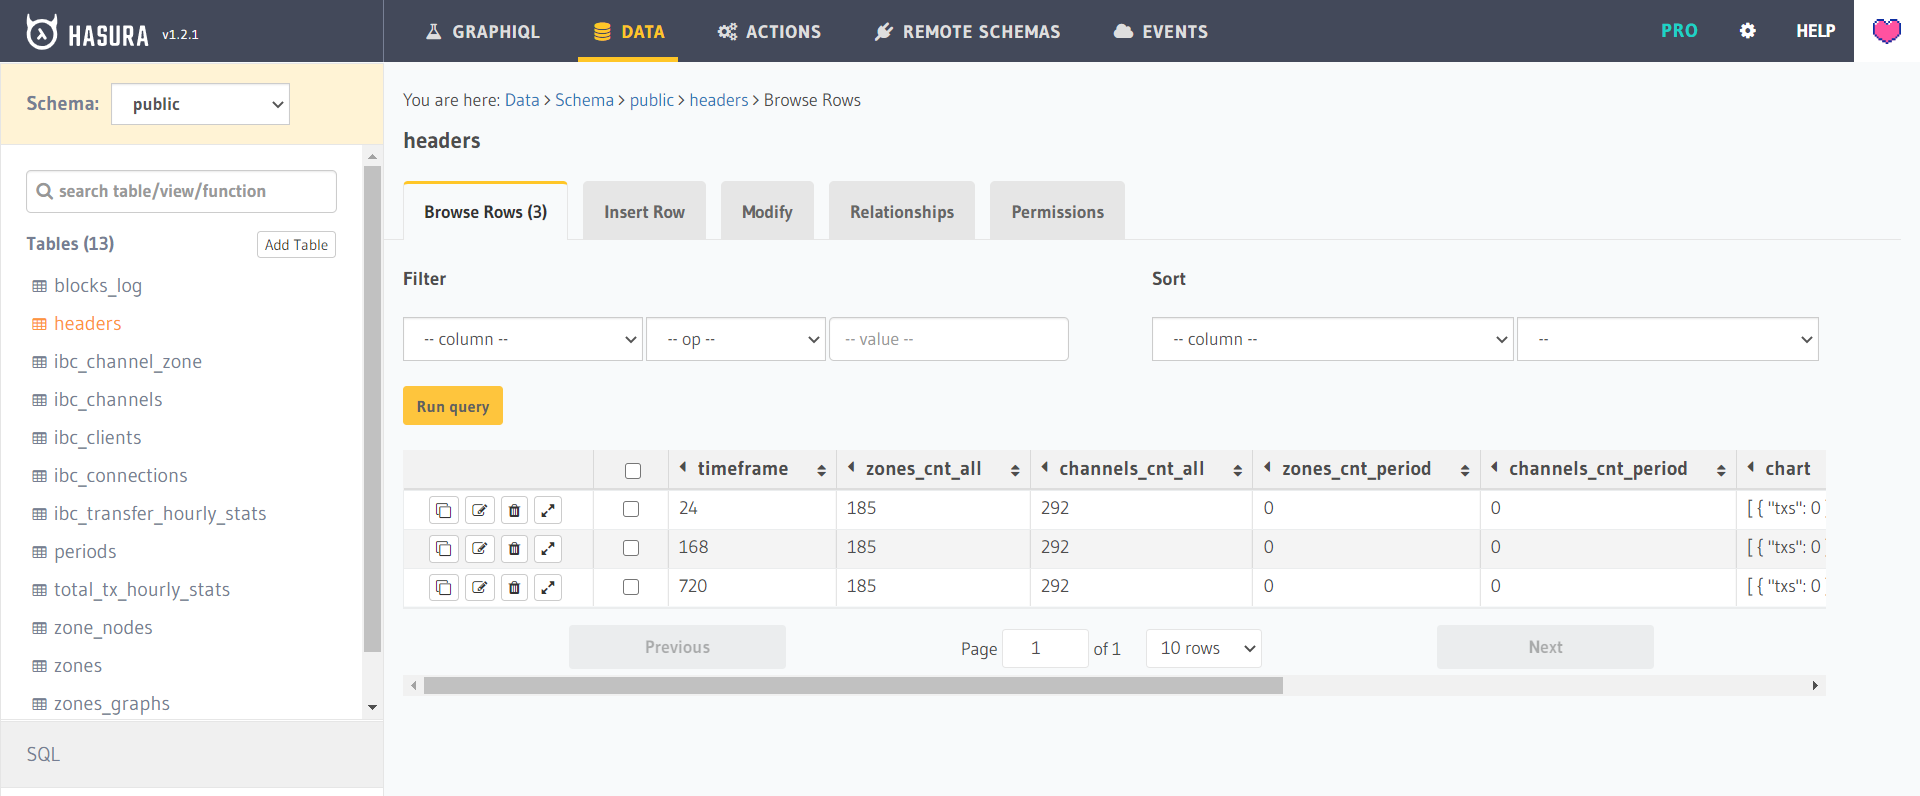 HASURA v1.2.1 GRAPHIQL DATA ACTIONS REMOTE SCHEMAS EVENTS PRO HELP
Schema: public
search table/view/function
Tables (13) Add Table
blocks_log
headers
ibc_channel_zone
ibc_channels
ibc_clients
ibc_connections
ibc_transfer_hourly_stats
periods
total_tx_hourly_stats
zone_nodes
zones
zones_graphs
SQL
You are here: Data > Schema > public > headers > Browse Rows
headers
Browse Rows (3) Insert Row Modify Relationships Permissions
Filter Sort
-- column -- -- op -- -- value -- -- column -- --
Run query
timeframe zones_cnt_all channels_cnt_all zones_cnt_period channels_cnt_period chart
24 185 292 0 0 [ { "txs": 0 }
168 185 292 0 0 [ { "txs": 0 }
720 185 292 0 0 [ { "txs": 0
Previous Page 1 of 1 10 rows Next